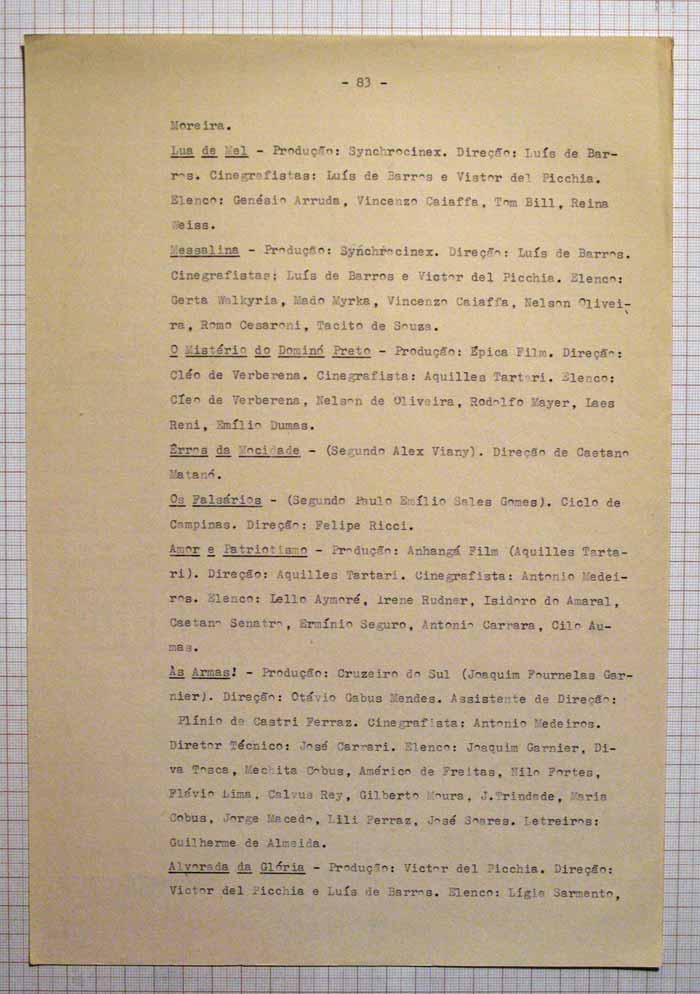 - 83 -
Moreira.
Lua de Mel - Produção: Synchrocinex. Direção: Luís de Bar-
ros. Cinegrafistas: Luís de Barros e Victor del Picchia.
Elenco: Genésio Arruda, Vincenzo Caiaffa, Tom Bill, Reina
Weiss.
Messalina - Produção: Synchrocinex. Direção: Luís de Barros.
Cinegrafistas: Luís de Barros e Victor del Picchia. Elenco:
Gerta Walkyria, Mado Myrka, Vincenzo Caiaffa, Nelson Olivei-
ra, Romo Cesaroni, Tacito de Souza.
O Mistério do Dominó Preto - Produção: Épica Film. Direção:
Cléo de Verberena. Cinegrafista: Aquilles Tartari. Elenco:
Cíeo de Verberena, Nelson de Oliveira, Rodolfo Mayer, Laes
Reni, Emílio Dumas.
Êrros da Mocidade - (Segundo Alex Viany). Direção de Caetano
Matanó.
Os Falsários - (Segundo Paulo Emílio Sales Gomes). Ciclo de
Campinas. Direção: Felipe Ricci.
Amor e Patriotismo - Produção: Anhangá Film (Aquilles Tarta-
ri). Direção: Aquilles Tartari. Cinegrafista: Antonio Medei-
ros. Elenco: Lello Aymoré, Irene Rudner, Isidoro do Amaral,
Caetano Senatro, Ermínio Seguro, Antonio Carrara, Cilo Au-
mas.
Às Armas! - Produção: Cruzeiro do Sul (Joaquim Fournelas Gar-
nier). Direção: Otávio Gabus Mendes. Assistente de Direção:
Plínio de Castri Ferraz. Cinegrafista: Antonio Medeiros.
Diretor Técnico: José Carrari. Elenco: Joaquim Garnier, Di-
va Tosca, Mechita Cobus, Américo de Freitas, Nilo Fortes,
Flávio Lima, Calvus Rey, Gilberto Moura, J.Trindade, Maria
Cobus, Jorge Macedo, Lili Ferraz, José Soares. Letreiros:
Guilherme de Almeida.
Alvorada da Glória - Produção: Victor del Picchia. Direção:
Victor del Picchia e Luís de Barros. Elenco: Lígia Sarmento,